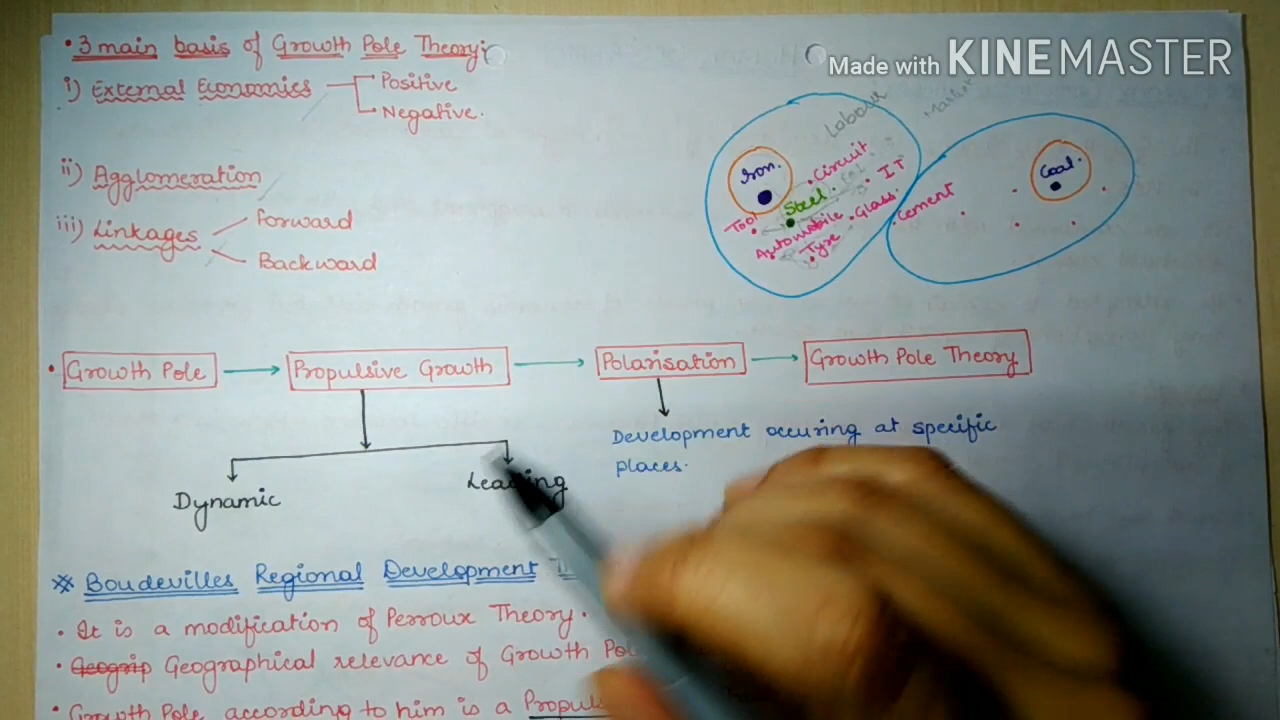 • 3 main basis of Growth Pole Theory:
Made with KINEMASTER
i) External Economics
Positive
Negative.
ii) Agglomeration
iii) Linkages
Forward
Backward
Labour
Iron.
Circuit
IT
Steel.
Tool
Automobile
Glass.
Tyre
Cement
Coal.
• Growth Pole
Propulsive Growth
Polarisation
Growth Pole Theory
Development occuring at specific
places.
Dynamic
Leading
* Boudevilles Regional Development
• It is a modification of Perroux Theory.
• Geographical relevance of Growth
• Growth Pole according to him is a